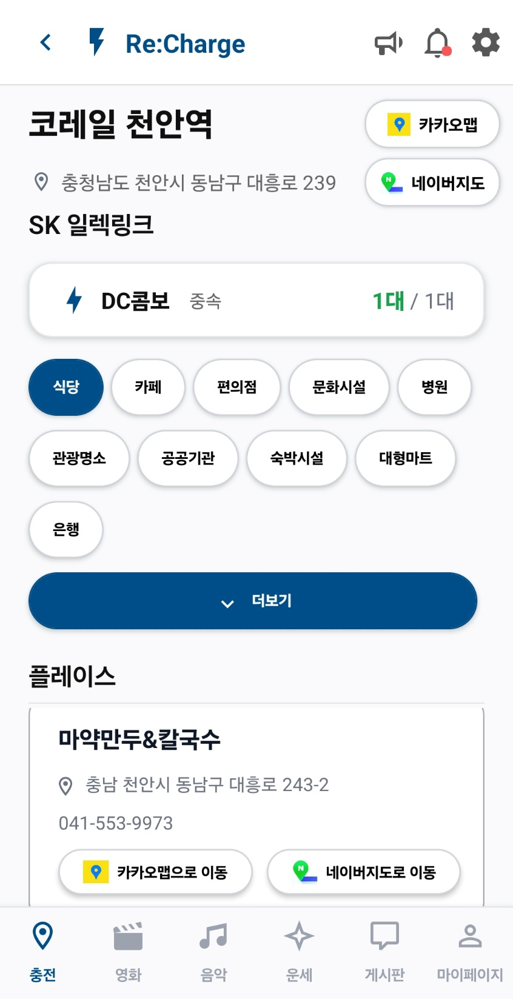 Re:Charge
코레일 천안역
카카오맵
충청남도 천안시 동남구 대흥로 239
네이버지도
SK 일렉링크
DC콤보 중속 1대 / 1대
식당 카페 편의점 문화시설 병원
관광명소 공공기관 숙박시설 대형마트
은행
더보기
플레이스
마약만두&칼국수
충남 천안시 동남구 대흥로 243-2
041-553-9973
카카오맵으로 이동 네이버지도로 이동
충전 영화 음악 운세 게시판 마이페이지